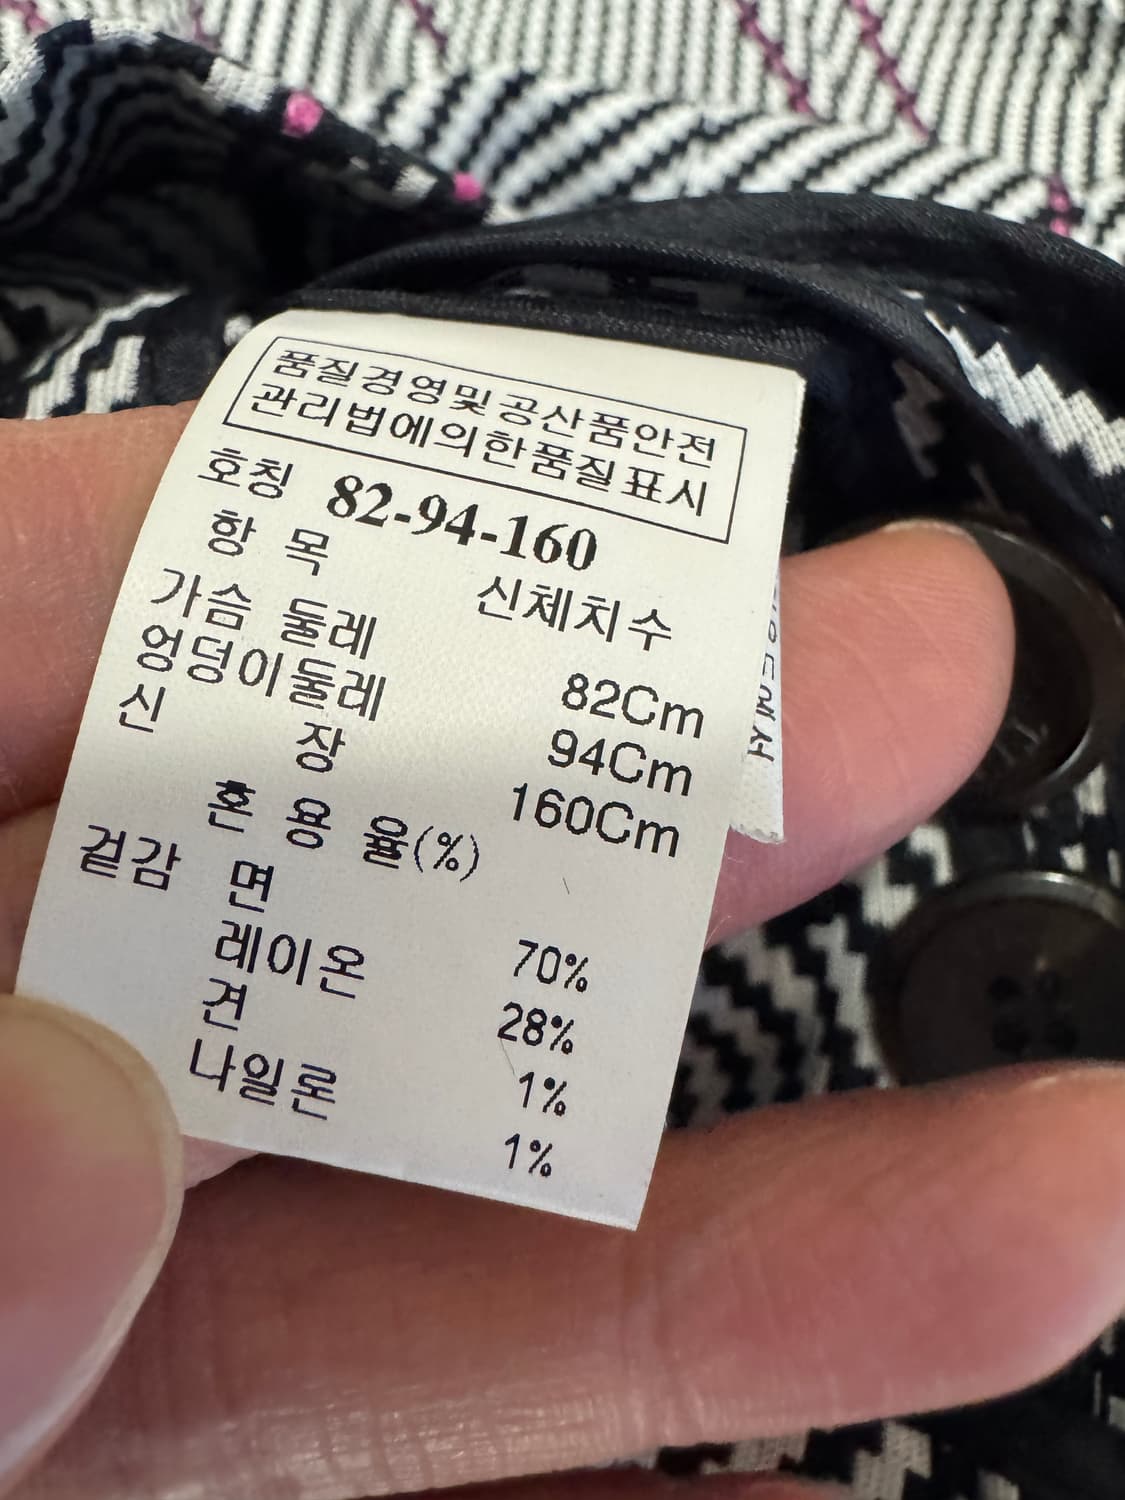 품질경영및공산품안전
관리법에의한품질표시
호칭 82-94-160
항 목 신체치수
가슴 둘레 82Cm
엉덩이둘레 94Cm
신 장 160Cm
혼 용 율(%)
겉감 면 70%
레이온 28%
견 1%
나일론 1%